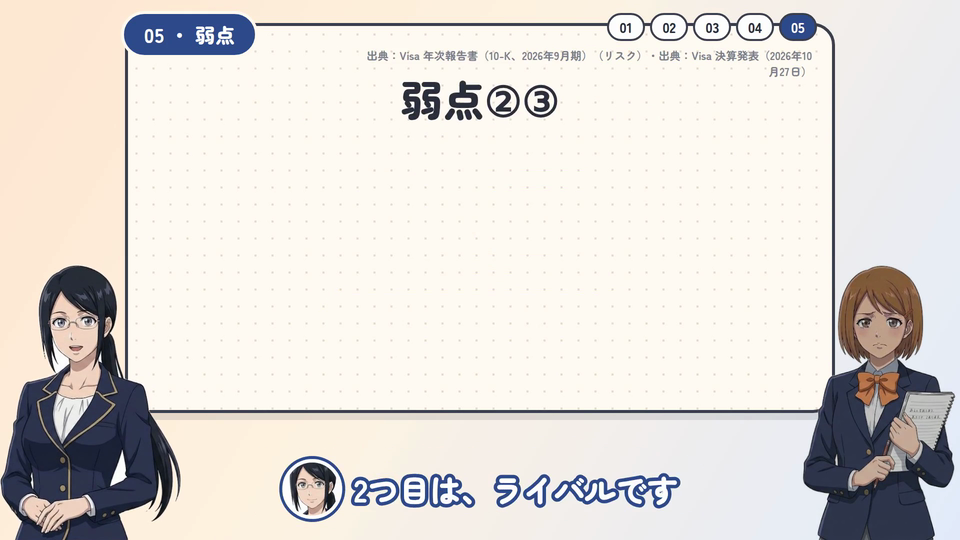 05 ・ 弱点
01 02 03 04 05
出典：Visa 年次報告書（10-K、2026年9月期）（リスク）・出典：Visa 決算発表（2026年10
月27日）
弱点②③
2つ目は、ライバルです